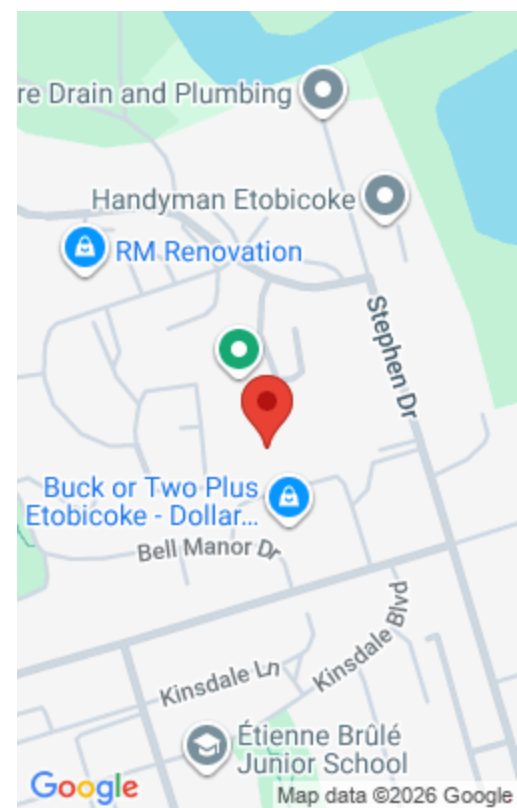 re Drain and Plumbing
Handyman Etobicoke
RM Renovation
Stephen Dr
Buck or Two Plus
Etobicoke - Dollar...
Bell Manor Dr
Kinsdale Blvd
Kinsdale Ln
Étienne Brûlé
Junior School
Google
Map data ©2026 Google